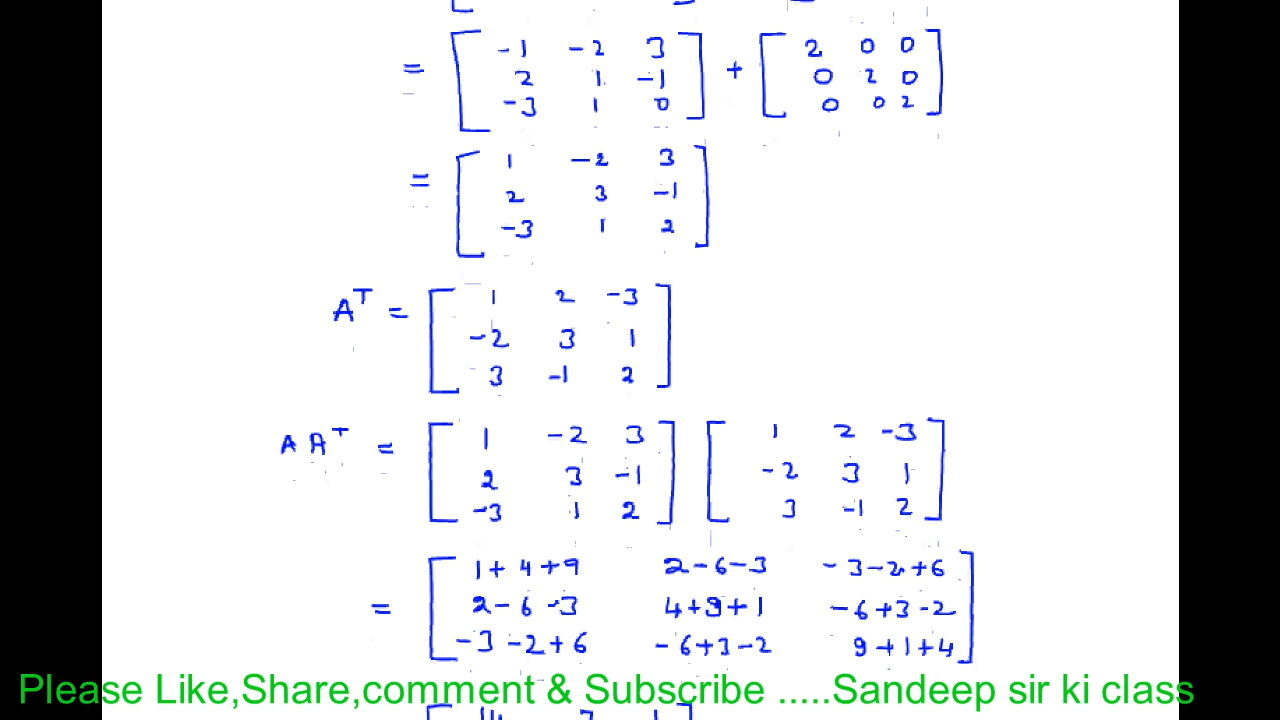 = [ -1 -2 3 ] + [ 2 0 0 ]
2 1 -1 0 2 0
-3 1 0 0 0 2
= [ 1 -2 3 ]
2 3 -1
-3 1 2
Aᵀ = [ 1 2 -3 ]
-2 3 1
3 -1 2
A Aᵀ = [ 1 -2 3 ] [ 1 2 -3 ]
2 3 -1 -2 3 1
-3 1 2 3 -1 2
= [ 1+4+9 2-6-3 -3-2+6 ]
2-6-3 4+9+1 -6+3-2
-3-2+6 -6+3-2 9+1+4
Please Like,Share,comment & Subscribe .....Sandeep sir ki class